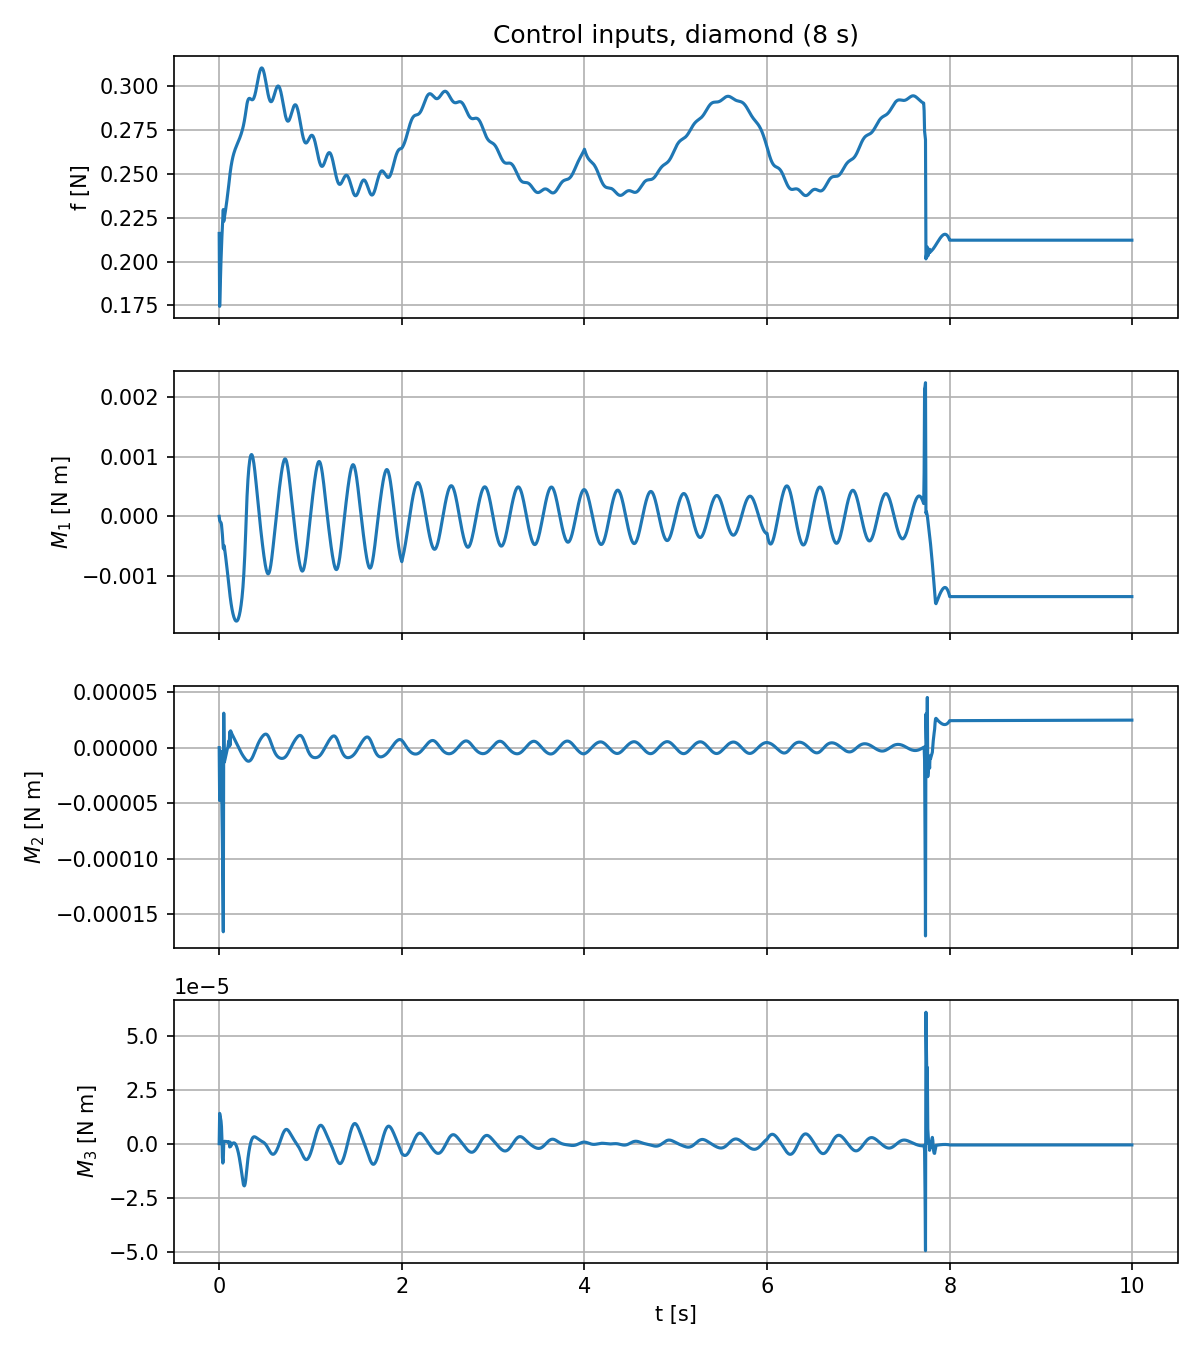 Control inputs, diamond (8 s)
f [N]
0.300
0.275
0.250
0.225
0.200
0.175
M₁ [N m]
0.002
0.001
0.000
−0.001
M₂ [N m]
0.00005
0.00000
−0.00005
−0.00010
−0.00015
1e−5
M₃ [N m]
5.0
2.5
0.0
−2.5
−5.0
0 2 4 6 8 10
t [s]